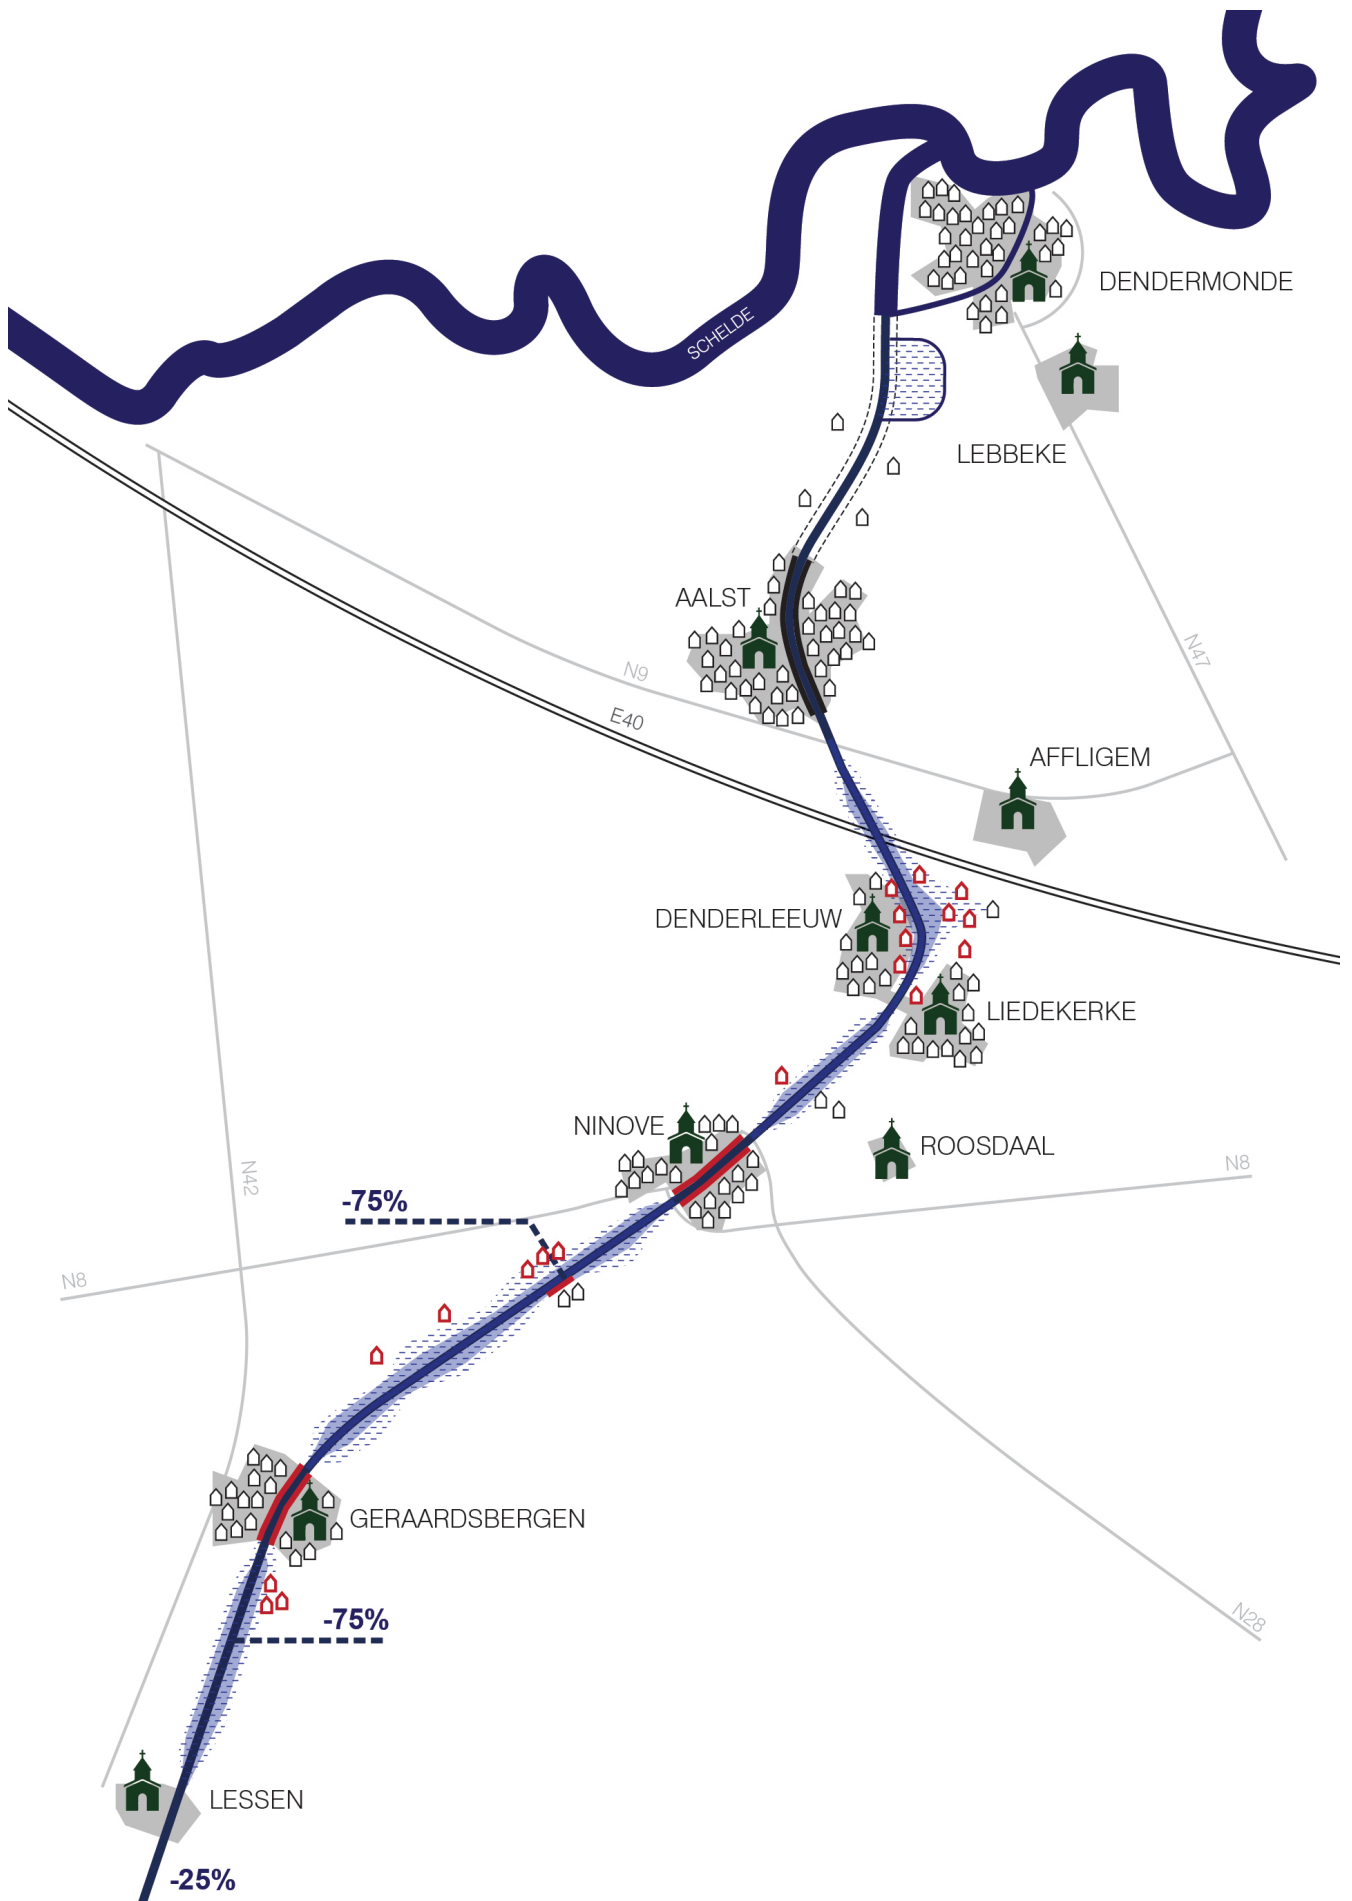 DENDERMONDE
SCHELDE
LEBBEKE
AALST
N47
N9
E40
AFFLIGEM
DENDERLEEUW
LIEDEKERKE
NINOVE
ROOSDAAL
N8
N42
-75%
N8
GERAARDSBERGEN
N28
-75%
LESSEN
-25%